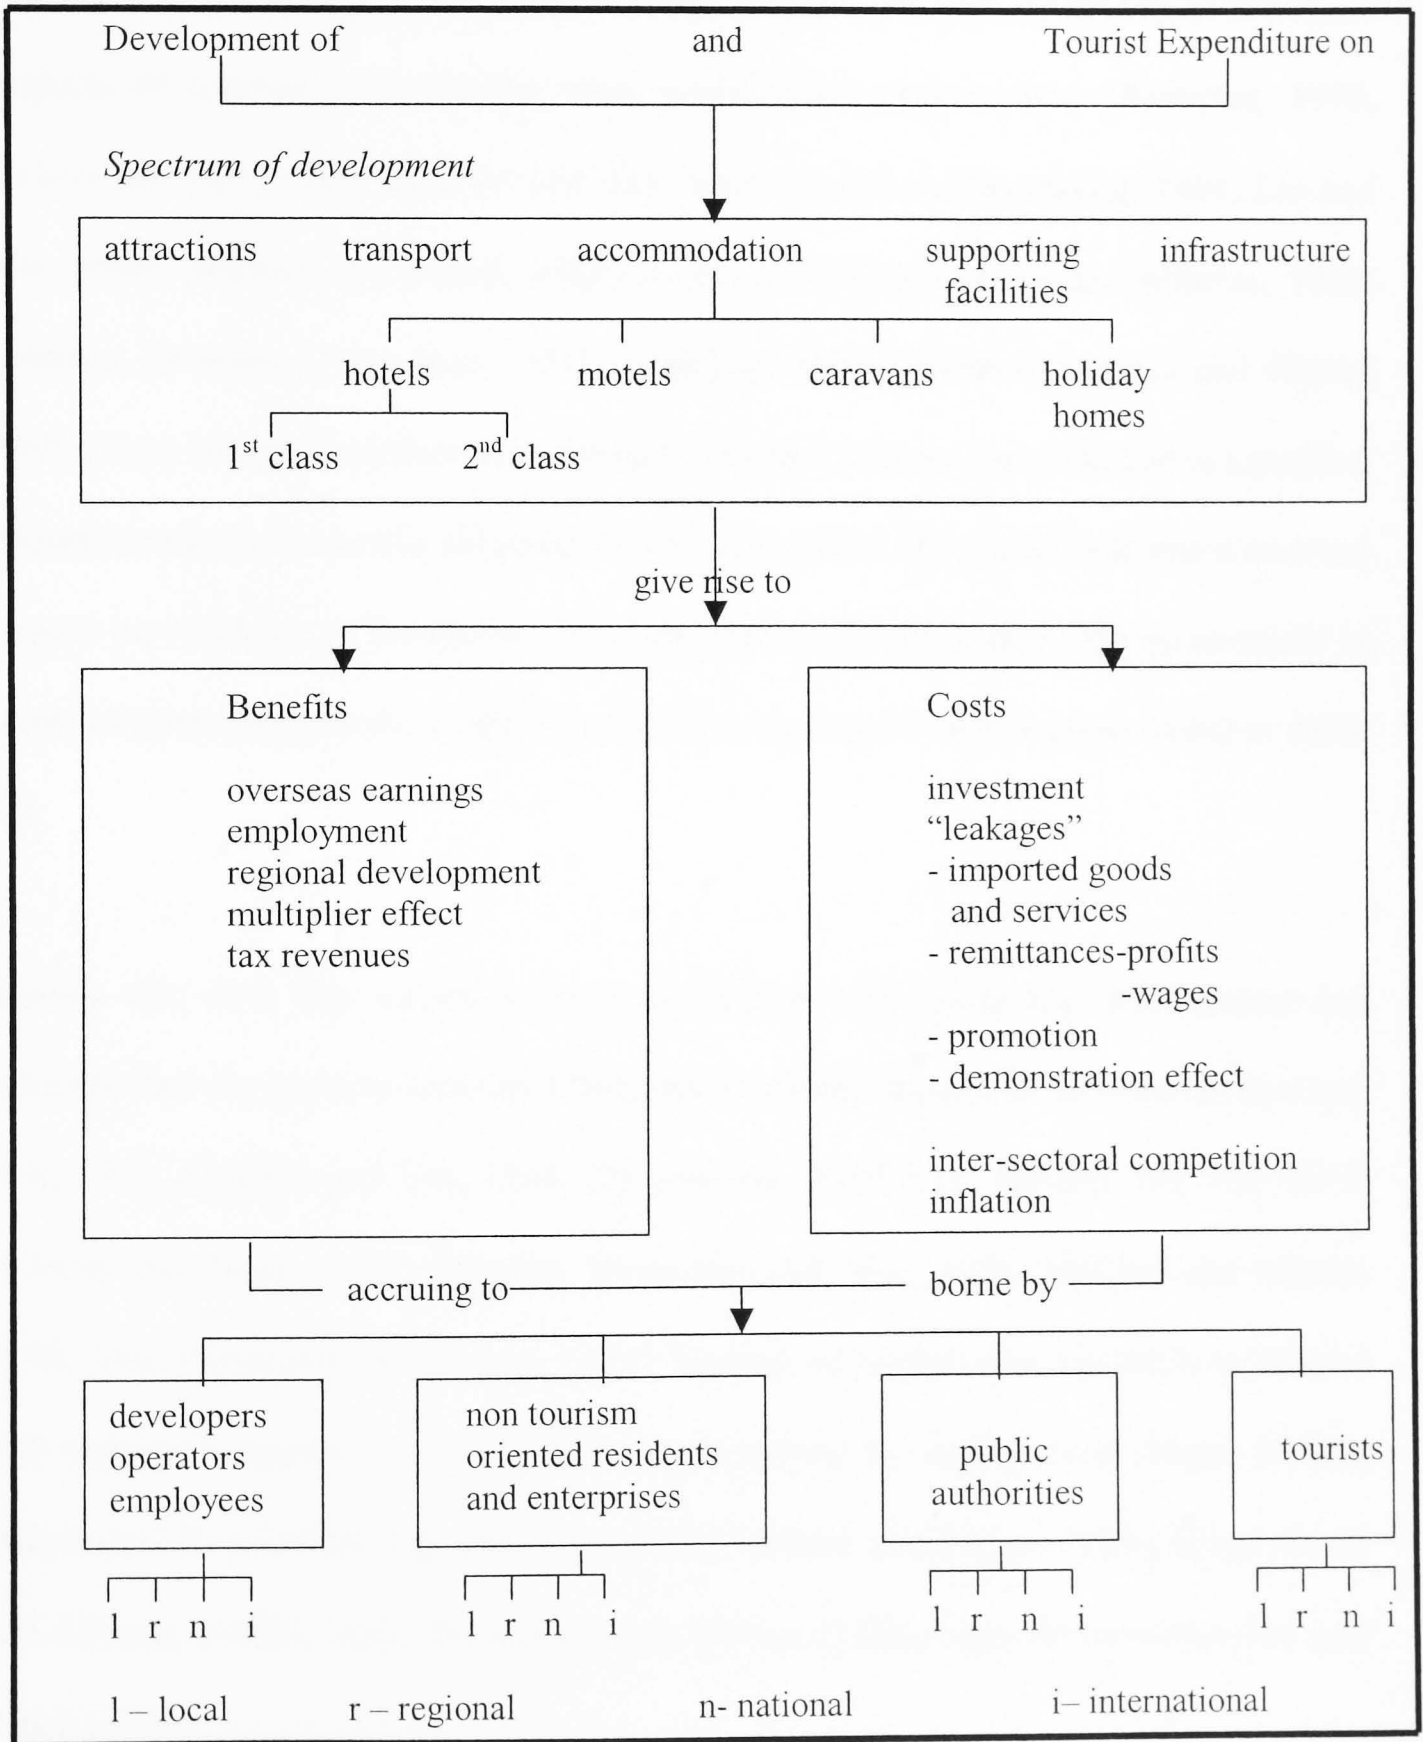 Development of and Tourist Expenditure on
Spectrum of development
attractions transport accommodation supporting infrastructure
facilities
hotels motels caravans holiday
homes
1st class 2nd class
give rise to
Benefits
overseas earnings
employment
regional development
multiplier effect
tax revenues
Costs
investment
“leakages”
- imported goods
and services
- remittances-profits
-wages
- promotion
- demonstration effect
inter-sectoral competition
inflation
accruing to borne by
developers
operators
employees
non tourism
oriented residents
and enterprises
public
authorities
tourists
l r n i l r n i l r n i l r n i
l – local r – regional n- national i– international